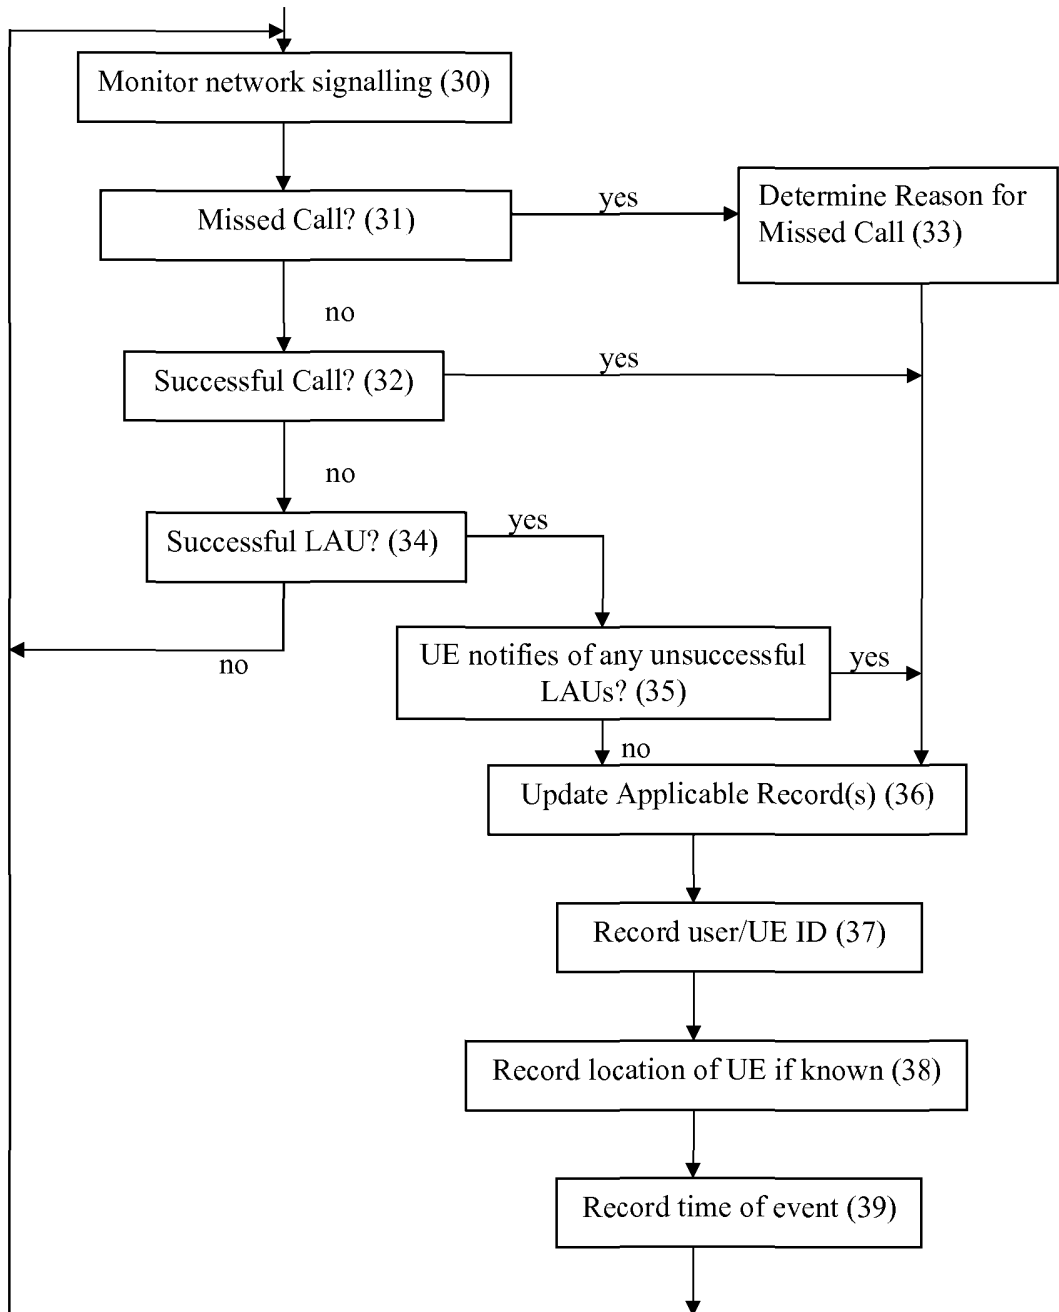 Monitor network signalling (30)
Missed Call? (31)
yes
Determine Reason for
Missed Call (33)
no
Successful Call? (32)
yes
no
Successful LAU? (34)
yes
no
UE notifies of any unsuccessful
LAUs? (35)
yes
no
Update Applicable Record(s) (36)
Record user/UE ID (37)
Record location of UE if known (38)
Record time of event (39)